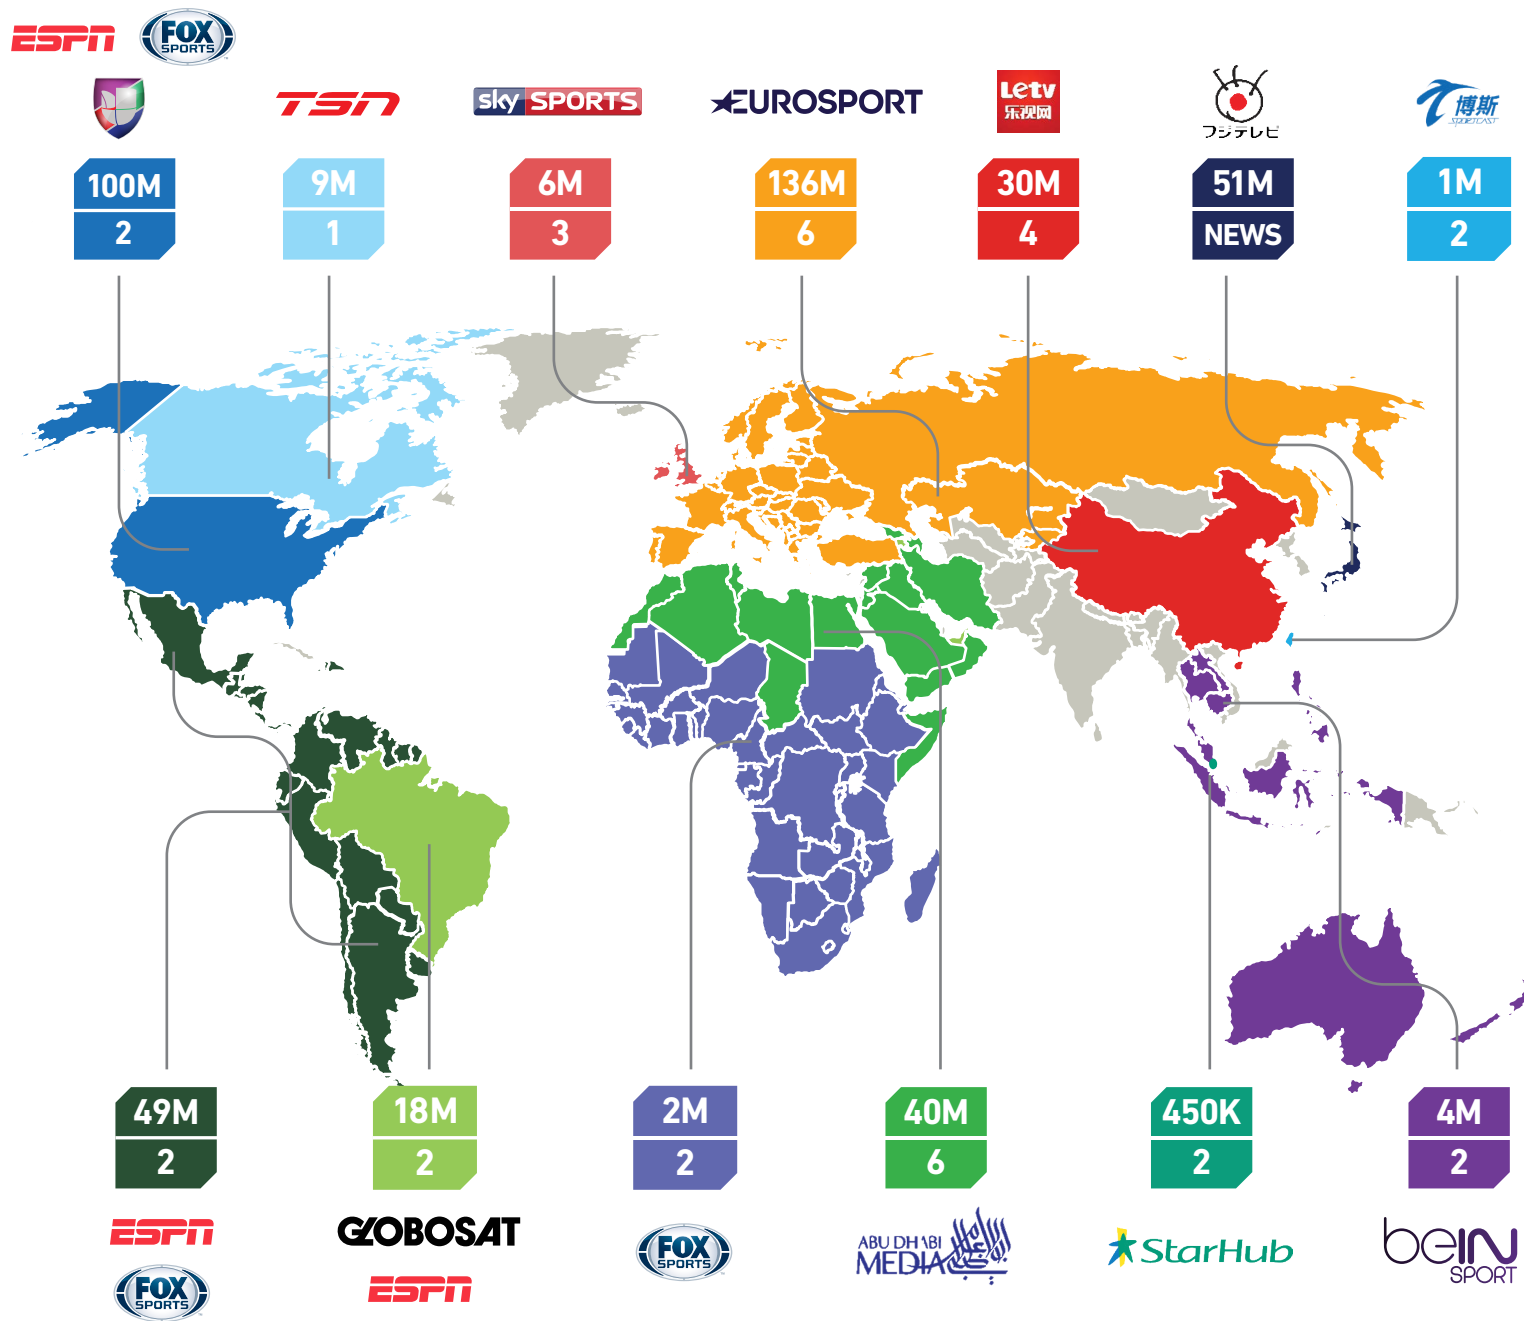 ESPN FOX SPORTS
TSN
sky SPORTS
EUROSPORT
Letv
乐视网
フジテレビ
博斯
SPORTCAST
100M
2
9M
1
6M
3
136M
6
30M
4
51M
NEWS
1M
2
49M
2
18M
2
2M
2
40M
6
450K
2
4M
2
ESPN
FOX
SPORTS
GLOBOSAT
ESPN
FOX
SPORTS
ABU DHABI
MEDIA
StarHub
beIN
SPORT